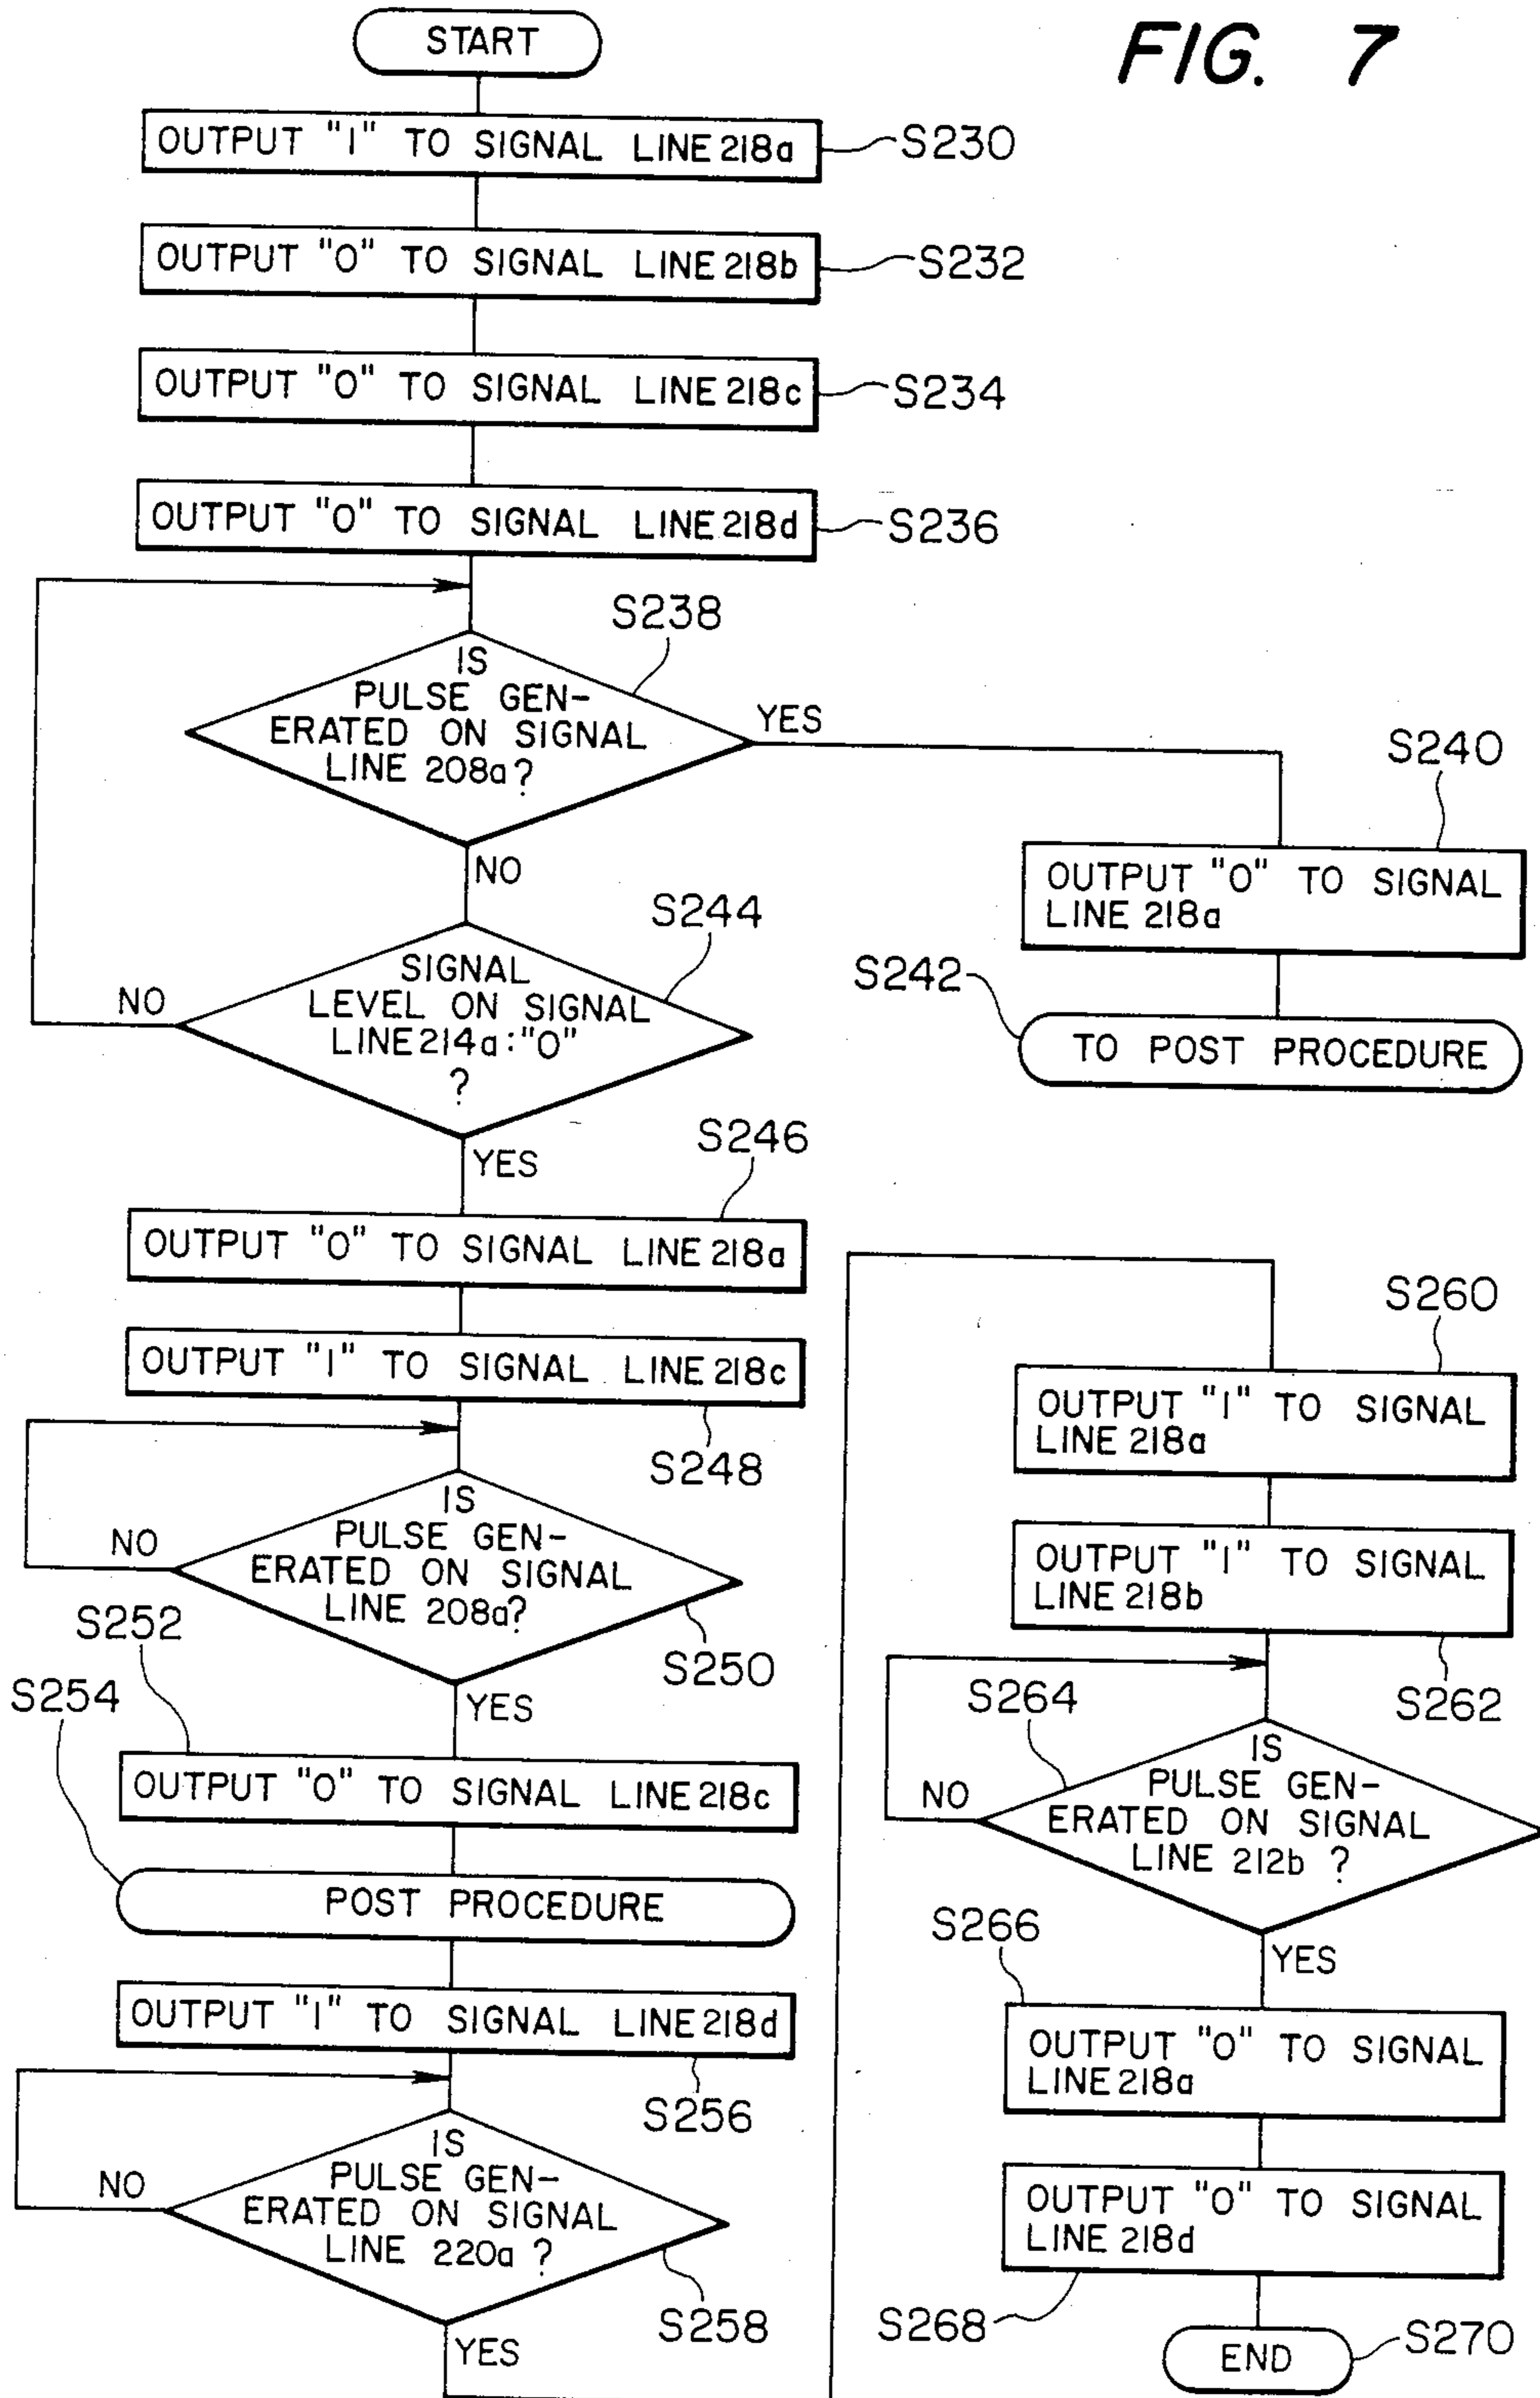 FIG. 7
START
OUTPUT "1" TO SIGNAL LINE 218a
S230
OUTPUT "0" TO SIGNAL LINE 218b
S232
OUTPUT "0" TO SIGNAL LINE 218c
S234
OUTPUT "0" TO SIGNAL LINE 218d
S236
S238
IS
PULSE GEN-
ERATED ON SIGNAL
LINE 208a?
YES
NO
S240
OUTPUT "0" TO SIGNAL
LINE 218a
S242
TO POST PROCEDURE
S244
SIGNAL
LEVEL ON SIGNAL
LINE 214a:"0"
?
NO
YES
S246
OUTPUT "0" TO SIGNAL LINE 218a
OUTPUT "1" TO SIGNAL LINE 218c
S248
IS
PULSE GEN-
ERATED ON SIGNAL
LINE 208a?
NO
S250
YES
S252
OUTPUT "0" TO SIGNAL LINE 218c
S254
POST PROCEDURE
OUTPUT "1" TO SIGNAL LINE 218d
S256
IS
PULSE GEN-
ERATED ON SIGNAL
LINE 220a ?
NO
S258
YES
S260
OUTPUT "1" TO SIGNAL
LINE 218a
OUTPUT "1" TO SIGNAL
LINE 218b
S262
S264
IS
PULSE GEN-
ERATED ON SIGNAL
LINE 212b ?
NO
YES
S266
OUTPUT "0" TO SIGNAL
LINE 218a
OUTPUT "0" TO SIGNAL
LINE 218d
S268
END
S270